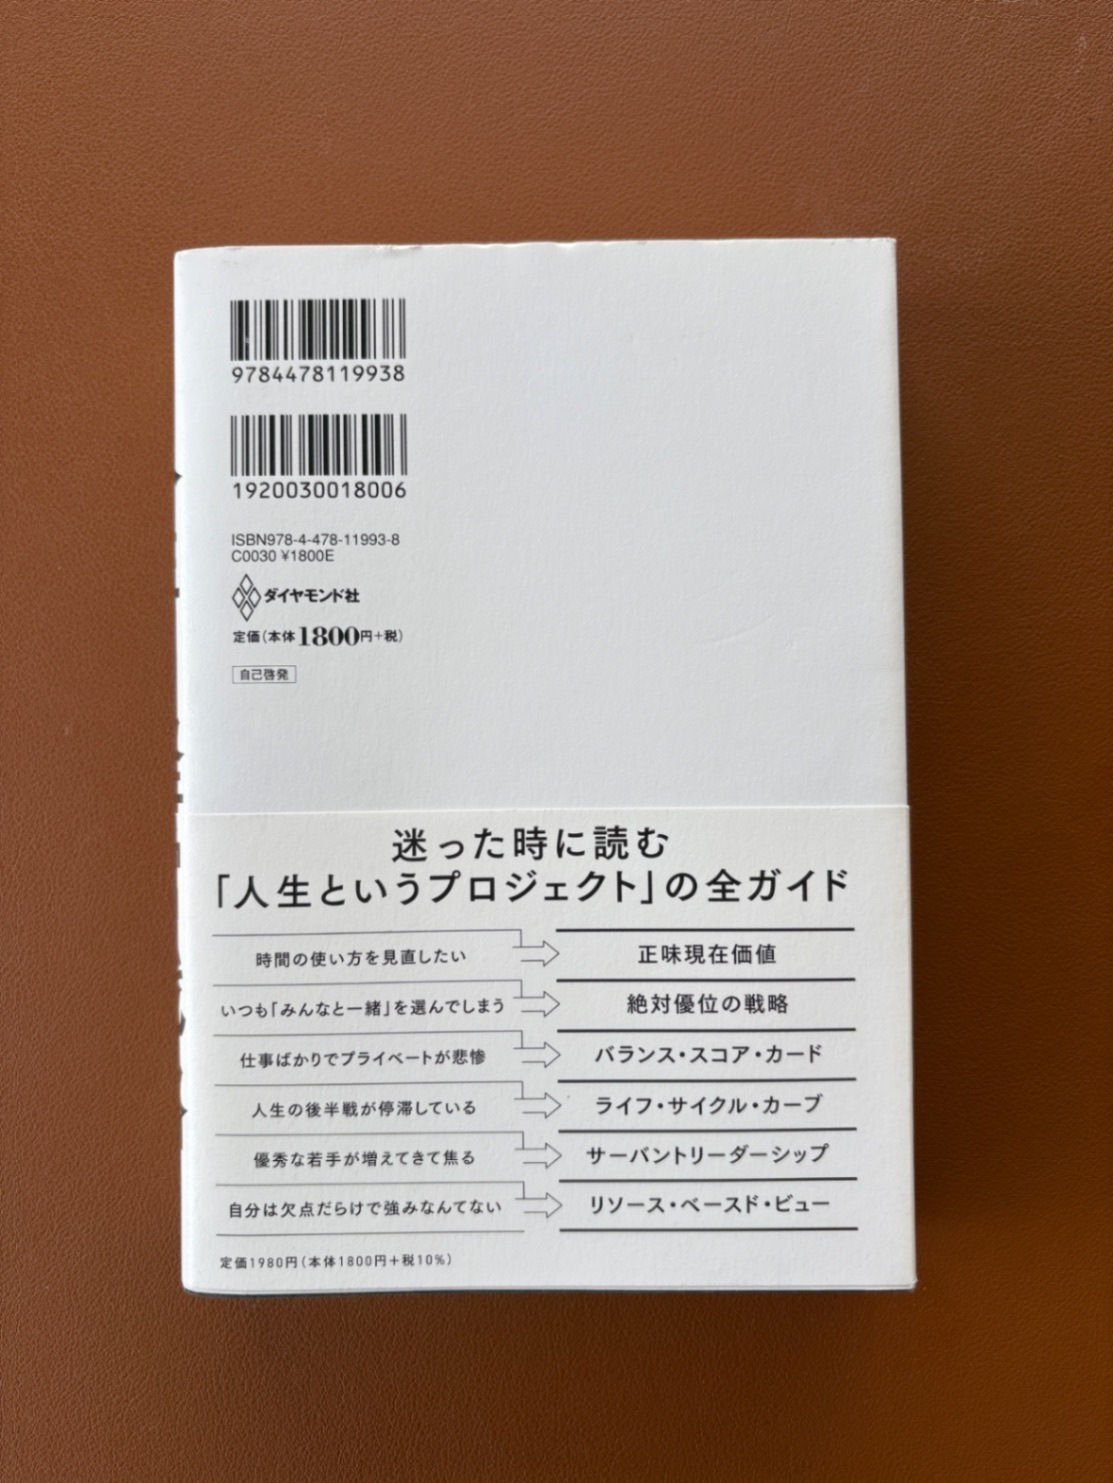 9784478119938
1920030018006
ISBN978-4-478-11993-8
C0030 ¥1800E
ダイヤモンド社
定価(本体1800円+税)
自己啓発
迷った時に読む
「人生というプロジェクト」の全ガイド
時間の使い方を見直したい
正味現在価値
いつも「みんなと一緒」を選んでしまう
絶対優位の戦略
仕事ばかりでプライベートが悲惨
バランス・スコア・カード
人生の後半戦が停滞している
ライフ・サイクル・カーブ
優秀な若手が増えてきて焦る
サーバントリーダーシップ
自分は欠点だらけで強みなんてない
リソース・ベースド・ビュー
定価1980円(本体1800円+税10%)